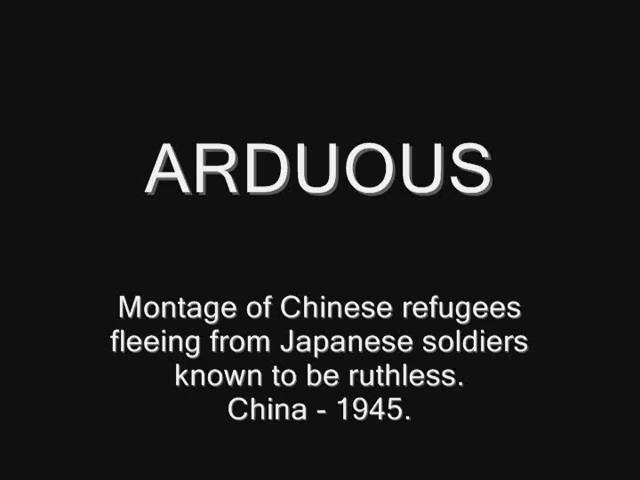 ARDUOUS
Montage of Chinese refugees
fleeing from Japanese soldiers
known to be ruthless.
China - 1945.